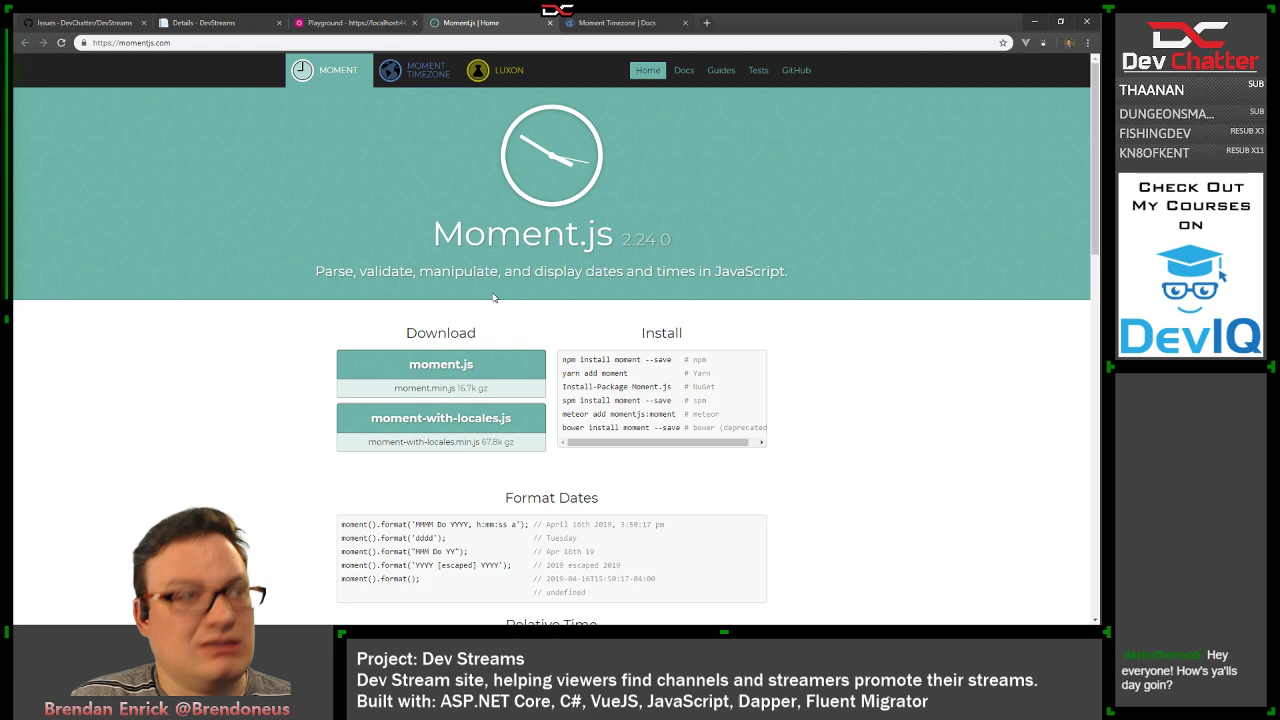 Issues - DevChatter/DevStreams
Details - DevStreams
Playground - https://localhost:44
Moment.js | Home
Moment Timezone | Docs
https://momentjs.com
MOMENT
MOMENT
TIMEZONE
LUXON
Home
Docs
Guides
Tests
GitHub
Moment.js 2.24.0
Parse, validate, manipulate, and display dates and times in JavaScript.
Download
moment.js
moment.min.js 16.7k gz
moment-with-locales.js
moment-with-locales.min.js 67.8k gz
Install
npm install moment --save # npm
yarn add moment # Yarn
Install-Package Moment.js # NuGet
spm install moment --save # spm
meteor add momentjs:moment # meteor
bower install moment --save # bower (deprecated
Format Dates
moment().format('MMMM Do YYYY, h:mm:ss a'); // April 16th 2019, 3:50:17 pm
moment().format('dddd'); // Tuesday
moment().format("MMM Do YY"); // Apr 16th 19
moment().format('YYYY [escaped] YYYY'); // 2019 escaped 2019
moment().format(); // 2019-04-16T15:50:17-04:00
// undefined
Relative Time
DC
Dev Chatter
THAANAN SUB
DUNGEONSMA... SUB
FISHINGDEV RESUB X3
KN8OFKENT RESUB X11
CHECK OUT
MY COURSES
ON
DevIQ
darkothenoob Hey
everyone! How's ya'lls
day goin?
Project: Dev Streams
Dev Stream site, helping viewers find channels and streamers promote their streams.
Built with: ASP.NET Core, C#, VueJS, JavaScript, Dapper, Fluent Migrator
Brendan Enrick @Brendoneus